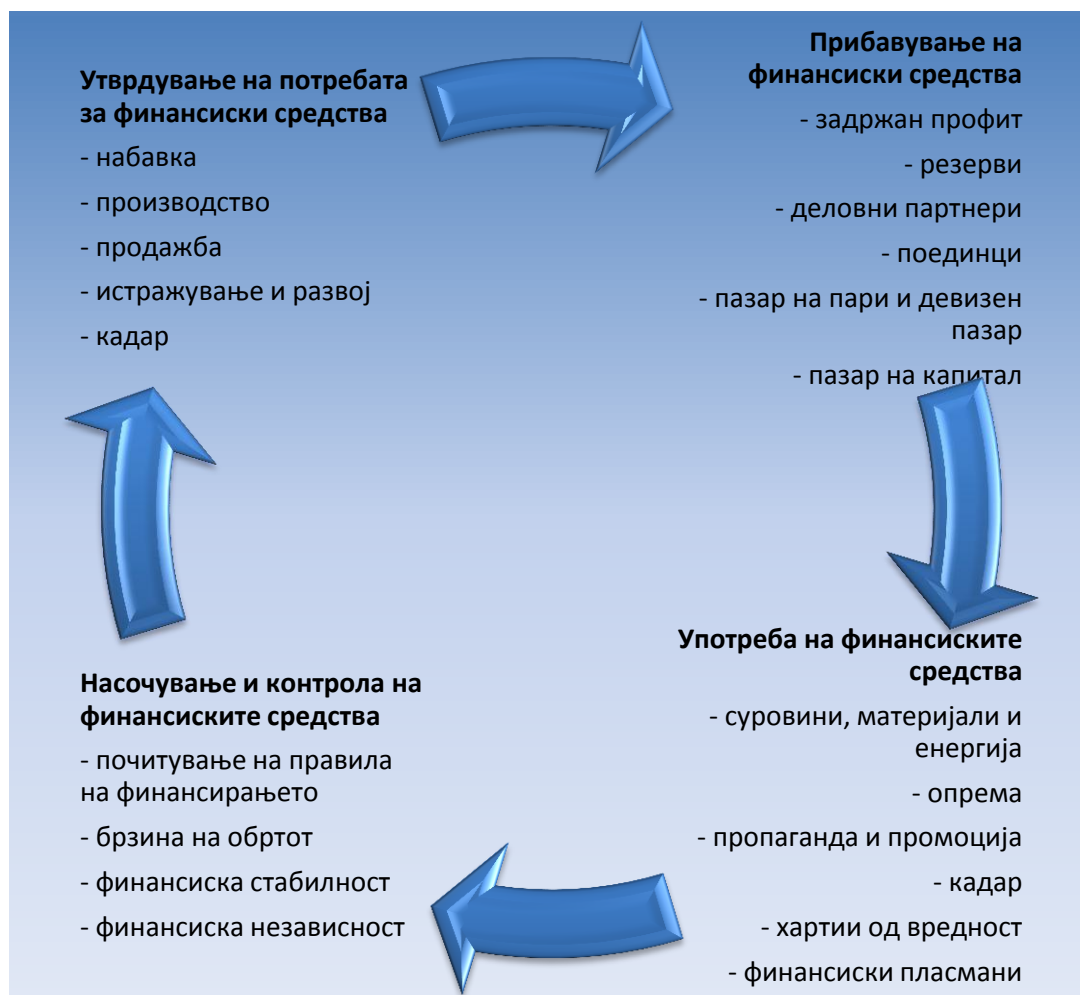 Утврдување на потребата
за финансиски средства
- набавка
- производство
- продажба
- истражување и развој
- кадар
Прибавување на
финансиски средства
- задржан профит
- резерви
- деловни партнери
- поединци
- пазар на пари и девизен
пазар
- пазар на капитал
Употреба на финансиските
средства
- суровини, материјали и
енергија
- опрема
- пропаганда и промоција
- кадар
- хартии од вредност
- финансиски пласмани
Насочување и контрола на
финансиските средства
- почитување на правила
на финансирањето
- брзина на обртот
- финансиска стабилност
- финансиска независност